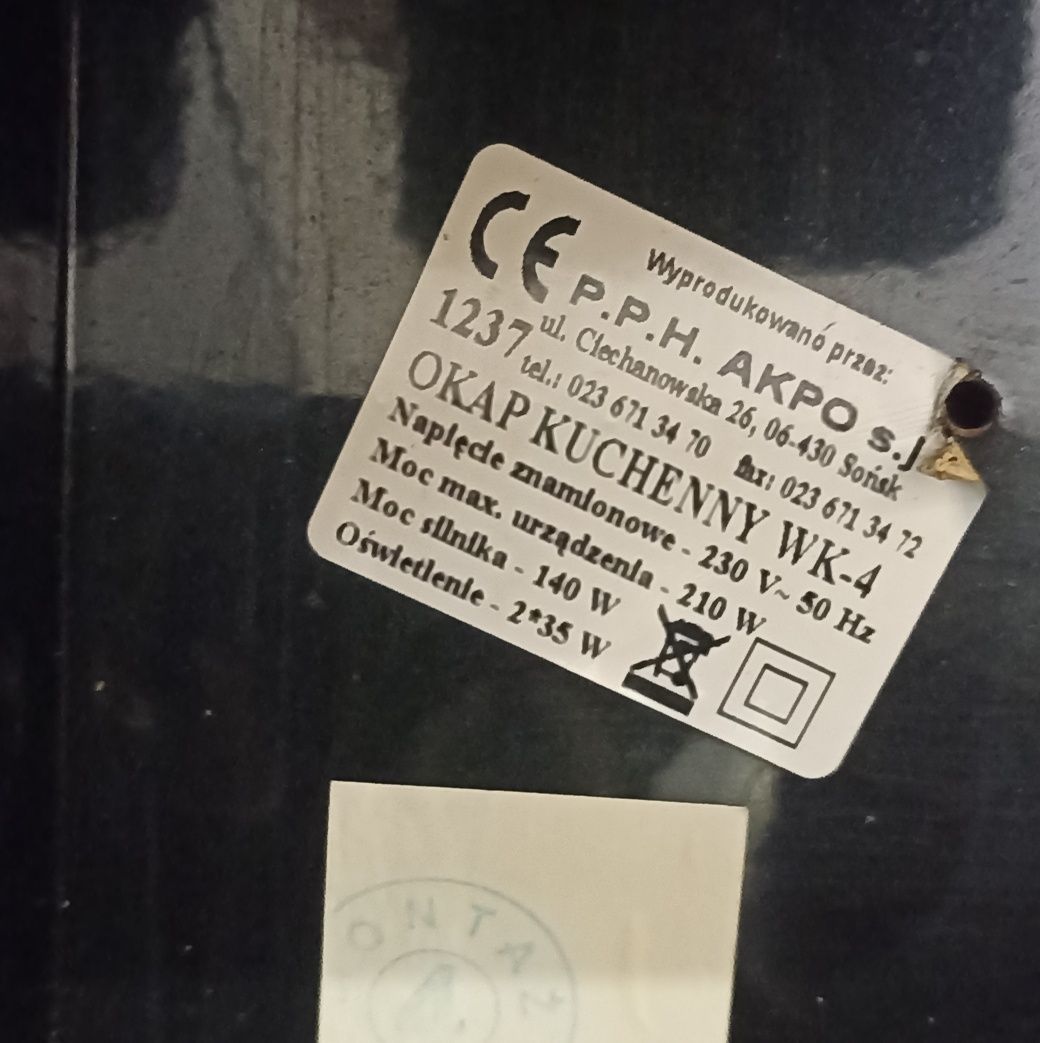 CE
Wyprodukowano przez:
P.P.H. AKPO s.j
ul. Ciechanowska 26, 06-430 Sońsk
1237
tel.: 023 671 34 70 fax: 023 671 34 72
OKAP KUCHENNY WK-4
Napięcie znamionowe - 230 V~ 50 Hz
Moc max. urządzenia - 210 W
Moc silnika - 140 W
Oświetlenie - 2*35 W